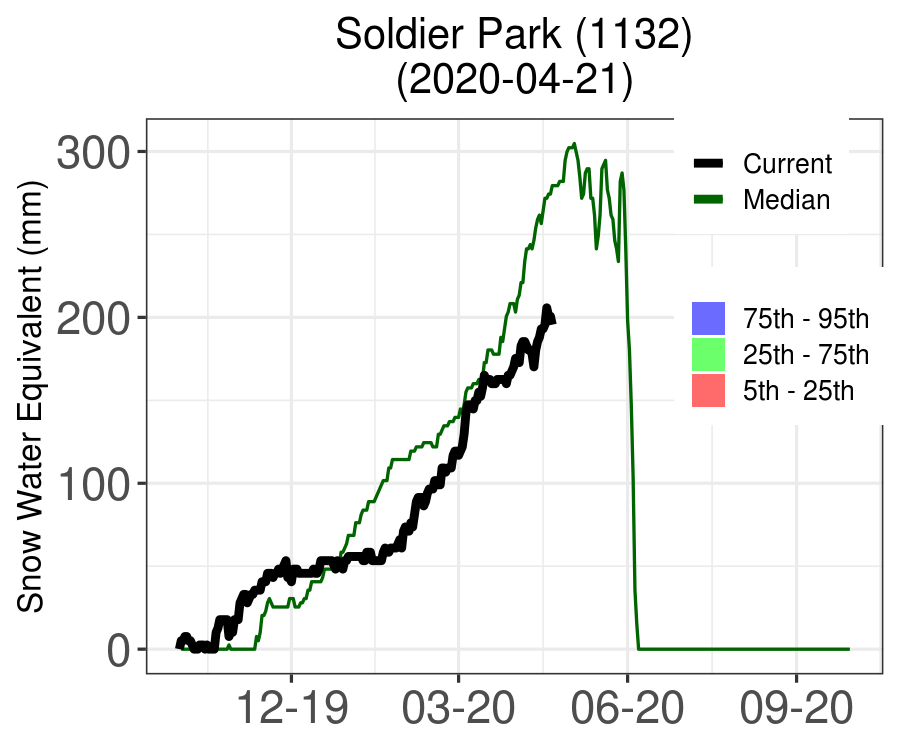 Soldier Park (1132)
(2020-04-21)
Snow Water Equivalent (mm)
300
200
100
0
12-19
03-20
06-20
09-20
Current
Median
75th - 95th
25th - 75th
5th - 25th